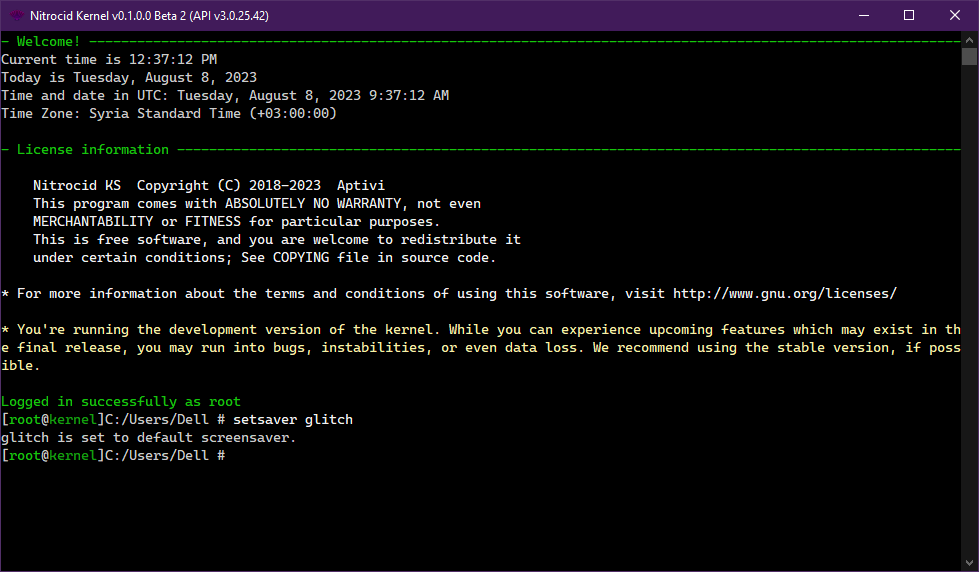 Nitrocid Kernel v0.1.0.0 Beta 2 (API v3.0.25.42)
- Welcome! ------------------------------------------------------------------------------------------------------------
Current time is 12:37:12 PM
Today is Tuesday, August 8, 2023
Time and date in UTC: Tuesday, August 8, 2023 9:37:12 AM
Time Zone: Syria Standard Time (+03:00:00)
- License information -------------------------------------------------------------------------------------------------
Nitrocid KS  Copyright (C) 2018-2023  Aptivi
This program comes with ABSOLUTELY NO WARRANTY, not even
MERCHANTABILITY or FITNESS for particular purposes.
This is free software, and you are welcome to redistribute it
under certain conditions; See COPYING file in source code.
* For more information about the terms and conditions of using this software, visit http://www.gnu.org/licenses/
* You're running the development version of the kernel. While you can experience upcoming features which may exist in th
e final release, you may run into bugs, instabilities, or even data loss. We recommend using the stable version, if poss
ible.
Logged in successfully as root
[root@kernel]C:/Users/Dell # setsaver glitch
glitch is set to default screensaver.
[root@kernel]C:/Users/Dell #